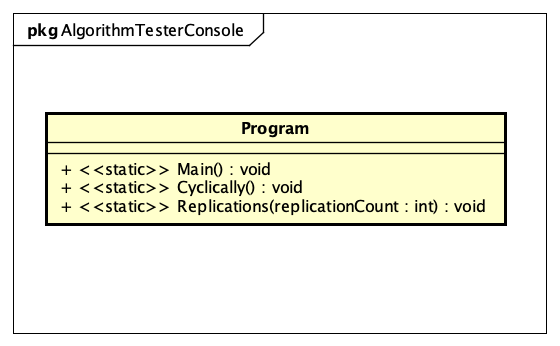 pkg AlgorithmTesterConsole
Program
+ <<static>> Main() : void
+ <<static>> Cyclically() : void
+ <<static>> Replications(replicationCount : int) : void